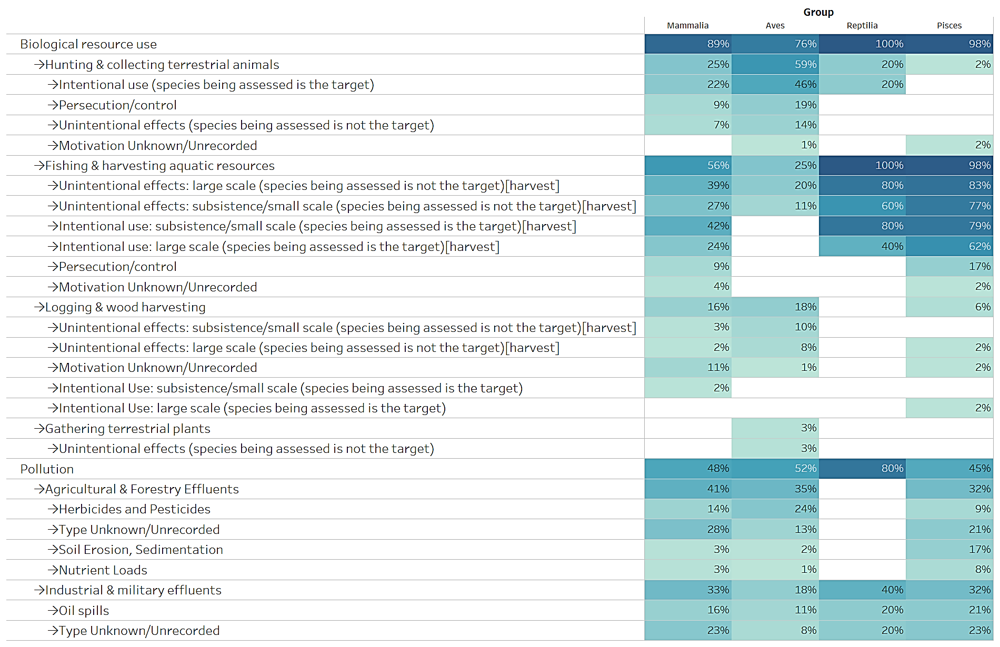 Group
Mammalia Aves Reptilia Pisces
Biological resource use 89% 76% 100% 98%
→Hunting & collecting terrestrial animals 25% 59% 20% 2%
→Intentional use (species being assessed is the target) 22% 46% 20%
→Persecution/control 9% 19%
→Unintentional effects (species being assessed is not the target) 7% 14%
→Motivation Unknown/Unrecorded 1% 2%
→Fishing & harvesting aquatic resources 56% 25% 100% 98%
→Unintentional effects: large scale (species being assessed is not the target)[harvest] 39% 20% 80% 83%
→Unintentional effects: subsistence/small scale (species being assessed is not the target)[harvest] 27% 11% 60% 77%
→Intentional use: subsistence/small scale (species being assessed is the target)[harvest] 42% 80% 79%
→Intentional use: large scale (species being assessed is the target)[harvest] 24% 40% 62%
→Persecution/control 9% 17%
→Motivation Unknown/Unrecorded 4% 2%
→Logging & wood harvesting 16% 18% 6%
→Unintentional effects: subsistence/small scale (species being assessed is not the target)[harvest] 3% 10%
→Unintentional effects: large scale (species being assessed is not the target)[harvest] 2% 8% 2%
→Motivation Unknown/Unrecorded 11% 1% 2%
→Intentional Use: subsistence/small scale (species being assessed is the target) 2%
→Intentional Use: large scale (species being assessed is the target) 2%
→Gathering terrestrial plants 3%
→Unintentional effects (species being assessed is not the target) 3%
Pollution 48% 52% 80% 45%
→Agricultural & Forestry Effluents 41% 35% 32%
→Herbicides and Pesticides 14% 24% 9%
→Type Unknown/Unrecorded 28% 13% 21%
→Soil Erosion, Sedimentation 3% 2% 17%
→Nutrient Loads 3% 1% 8%
→Industrial & military effluents 33% 18% 40% 32%
→Oil spills 16% 11% 20% 21%
→Type Unknown/Unrecorded 23% 8% 20% 23%